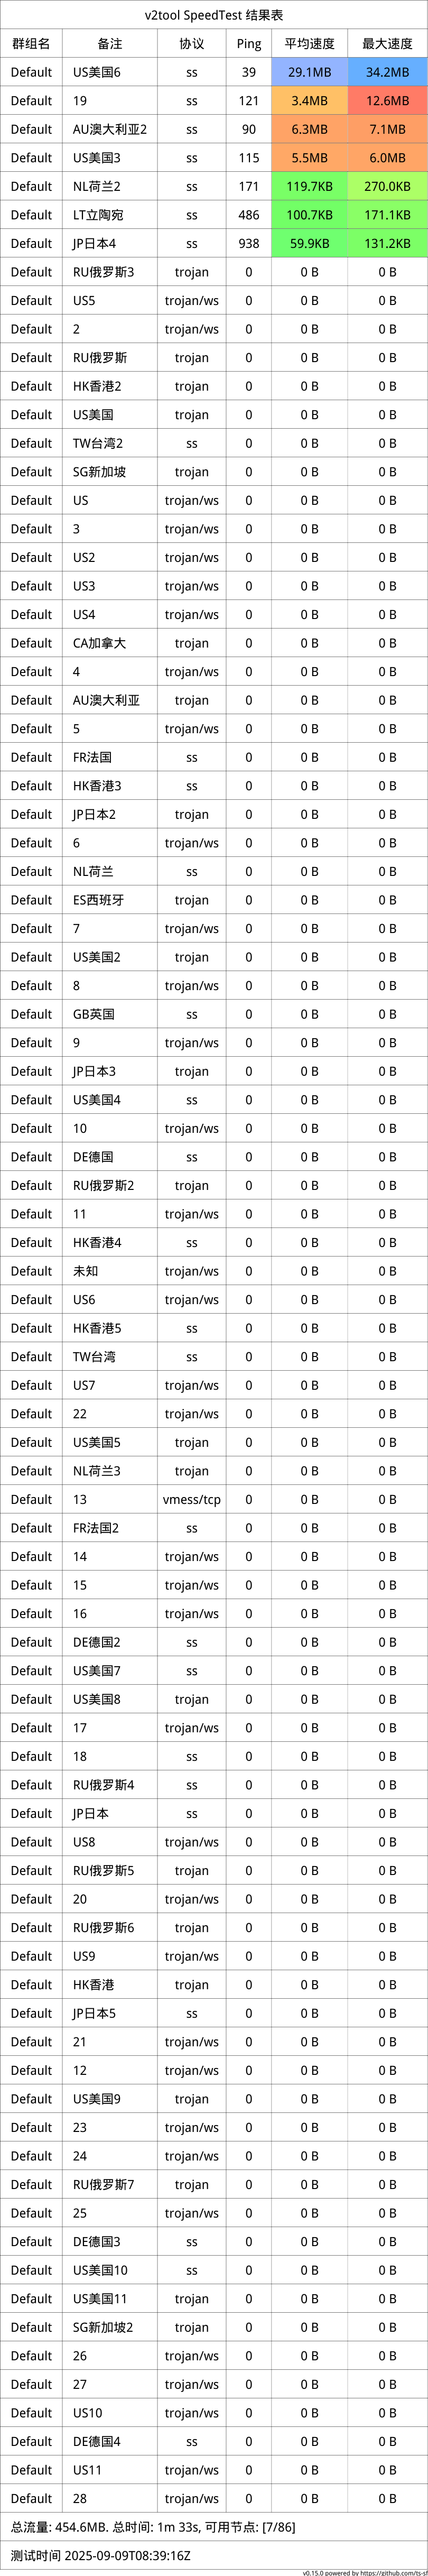 v2tool SpeedTest 结果表
群组名 备注 协议 Ping 平均速度 最大速度
Default US美国6 ss 39 29.1MB 34.2MB
Default 19 ss 121 3.4MB 12.6MB
Default AU澳大利亚2 ss 90 6.3MB 7.1MB
Default US美国3 ss 115 5.5MB 6.0MB
Default NL荷兰2 ss 171 119.7KB 270.0KB
Default LT立陶宛 ss 486 100.7KB 171.1KB
Default JP日本4 ss 938 59.9KB 131.2KB
Default RU俄罗斯3 trojan 0 0 B 0 B
Default US5 trojan/ws 0 0 B 0 B
Default 2 trojan/ws 0 0 B 0 B
Default RU俄罗斯 trojan 0 0 B 0 B
Default HK香港2 trojan 0 0 B 0 B
Default US美国 trojan 0 0 B 0 B
Default TW台湾2 ss 0 0 B 0 B
Default SG新加坡 trojan 0 0 B 0 B
Default US trojan/ws 0 0 B 0 B
Default 3 trojan/ws 0 0 B 0 B
Default US2 trojan/ws 0 0 B 0 B
Default US3 trojan/ws 0 0 B 0 B
Default US4 trojan/ws 0 0 B 0 B
Default CA加拿大 trojan 0 0 B 0 B
Default 4 trojan/ws 0 0 B 0 B
Default AU澳大利亚 trojan 0 0 B 0 B
Default 5 trojan/ws 0 0 B 0 B
Default FR法国 ss 0 0 B 0 B
Default HK香港3 ss 0 0 B 0 B
Default JP日本2 trojan 0 0 B 0 B
Default 6 trojan/ws 0 0 B 0 B
Default NL荷兰 ss 0 0 B 0 B
Default ES西班牙 trojan 0 0 B 0 B
Default 7 trojan/ws 0 0 B 0 B
Default US美国2 trojan 0 0 B 0 B
Default 8 trojan/ws 0 0 B 0 B
Default GB英国 ss 0 0 B 0 B
Default 9 trojan/ws 0 0 B 0 B
Default JP日本3 trojan 0 0 B 0 B
Default US美国4 ss 0 0 B 0 B
Default 10 trojan/ws 0 0 B 0 B
Default DE德国 ss 0 0 B 0 B
Default RU俄罗斯2 trojan 0 0 B 0 B
Default 11 trojan/ws 0 0 B 0 B
Default HK香港4 ss 0 0 B 0 B
Default 未知 trojan/ws 0 0 B 0 B
Default US6 trojan/ws 0 0 B 0 B
Default HK香港5 ss 0 0 B 0 B
Default TW台湾 ss 0 0 B 0 B
Default US7 trojan/ws 0 0 B 0 B
Default 22 trojan/ws 0 0 B 0 B
Default US美国5 trojan 0 0 B 0 B
Default NL荷兰3 trojan 0 0 B 0 B
Default 13 vmess/tcp 0 0 B 0 B
Default FR法国2 ss 0 0 B 0 B
Default 14 trojan/ws 0 0 B 0 B
Default 15 trojan/ws 0 0 B 0 B
Default 16 trojan/ws 0 0 B 0 B
Default DE德国2 ss 0 0 B 0 B
Default US美国7 ss 0 0 B 0 B
Default US美国8 trojan 0 0 B 0 B
Default 17 trojan/ws 0 0 B 0 B
Default 18 ss 0 0 B 0 B
Default RU俄罗斯4 ss 0 0 B 0 B
Default JP日本 ss 0 0 B 0 B
Default US8 trojan/ws 0 0 B 0 B
Default RU俄罗斯5 trojan 0 0 B 0 B
Default 20 trojan/ws 0 0 B 0 B
Default RU俄罗斯6 trojan 0 0 B 0 B
Default US9 trojan/ws 0 0 B 0 B
Default HK香港 trojan 0 0 B 0 B
Default JP日本5 ss 0 0 B 0 B
Default 21 trojan/ws 0 0 B 0 B
Default 12 trojan/ws 0 0 B 0 B
Default US美国9 trojan 0 0 B 0 B
Default 23 trojan/ws 0 0 B 0 B
Default 24 trojan/ws 0 0 B 0 B
Default RU俄罗斯7 trojan 0 0 B 0 B
Default 25 trojan/ws 0 0 B 0 B
Default DE德国3 ss 0 0 B 0 B
Default US美国10 ss 0 0 B 0 B
Default US美国11 trojan 0 0 B 0 B
Default SG新加坡2 trojan 0 0 B 0 B
Default 26 trojan/ws 0 0 B 0 B
Default 27 trojan/ws 0 0 B 0 B
Default US10 trojan/ws 0 0 B 0 B
Default DE德国4 ss 0 0 B 0 B
Default US11 trojan/ws 0 0 B 0 B
Default 28 trojan/ws 0 0 B 0 B
总流量: 454.6MB. 总时间: 1m 33s, 可用节点: [7/86]
测试时间 2025-09-09T08:39:16Z
v0.15.0 powered by https://github.com/ts-sf